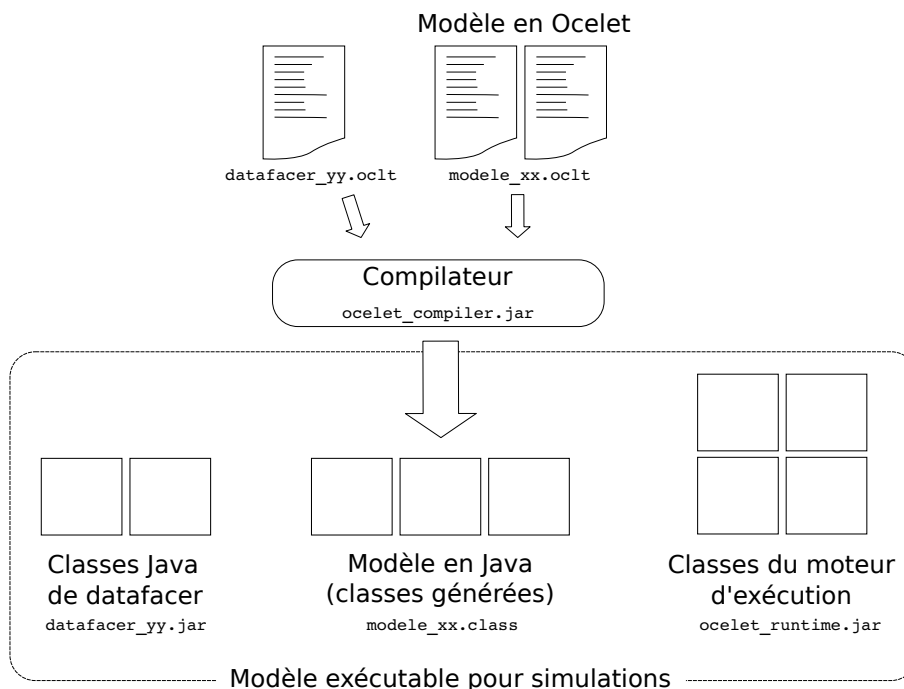 Modèle en Ocelet
datafacer_yy.oclt
modele_xx.oclt
Compilateur
ocelet_compiler.jar
Classes Java
de datafacer
datafacer_yy.jar
Modèle en Java
(classes générées)
modele_xx.class
Classes du moteur
d'exécution
ocelet_runtime.jar
Modèle exécutable pour simulations